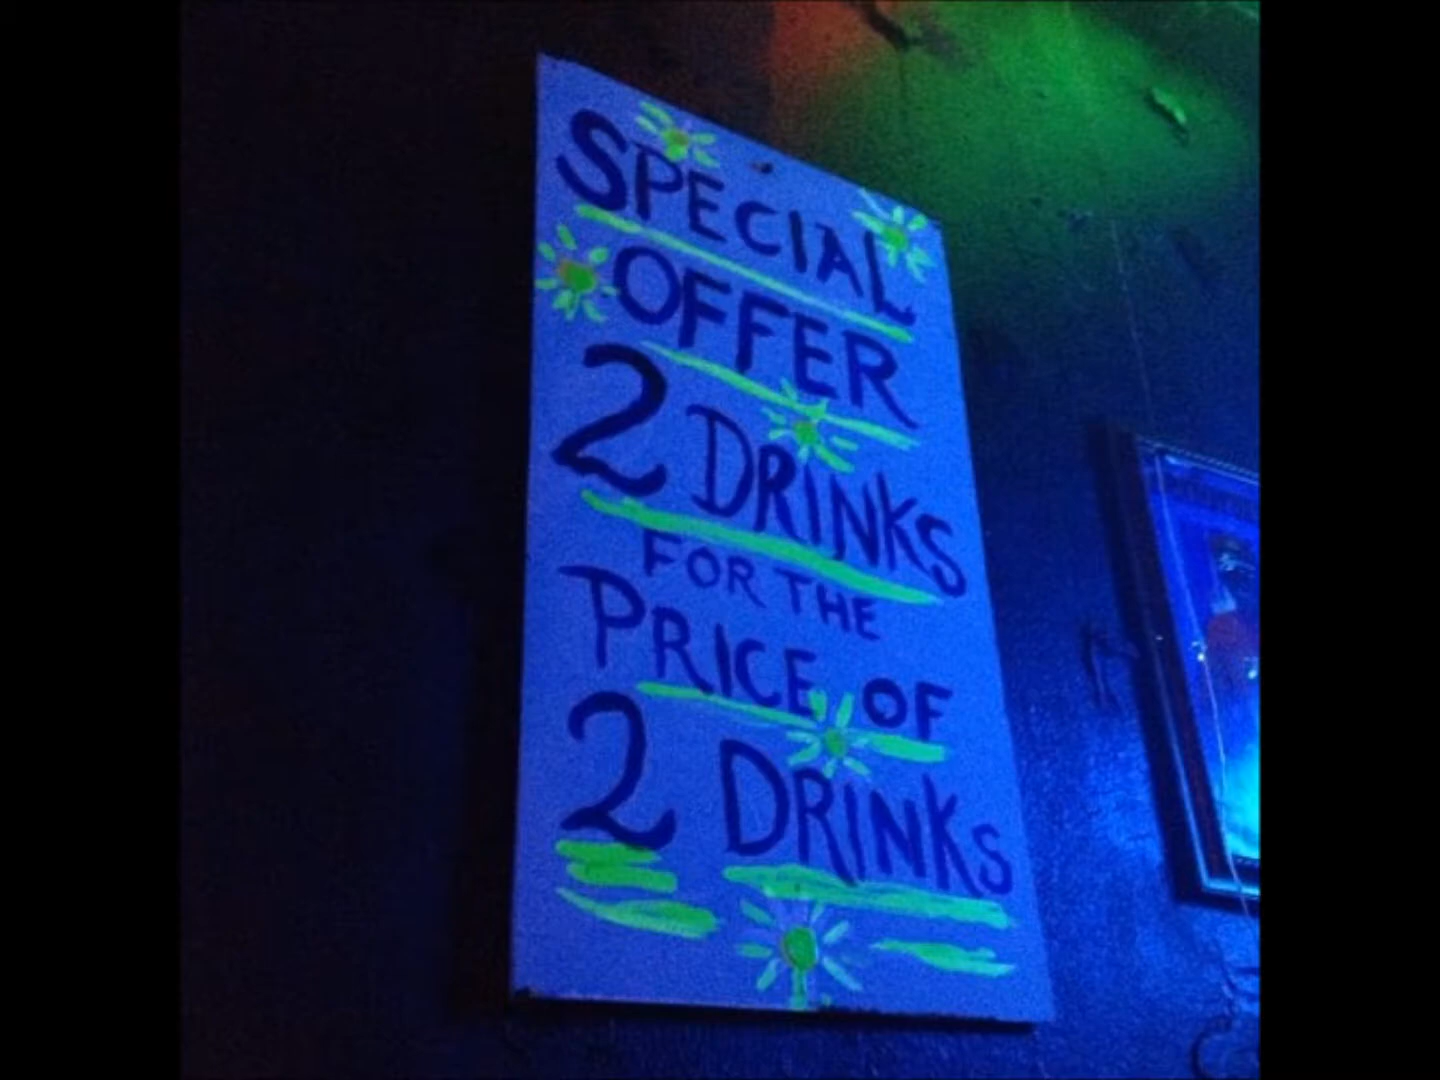 SPECIAL
OFFER
2 DRINKS
FOR THE
PRICE OF
2 DRINKS